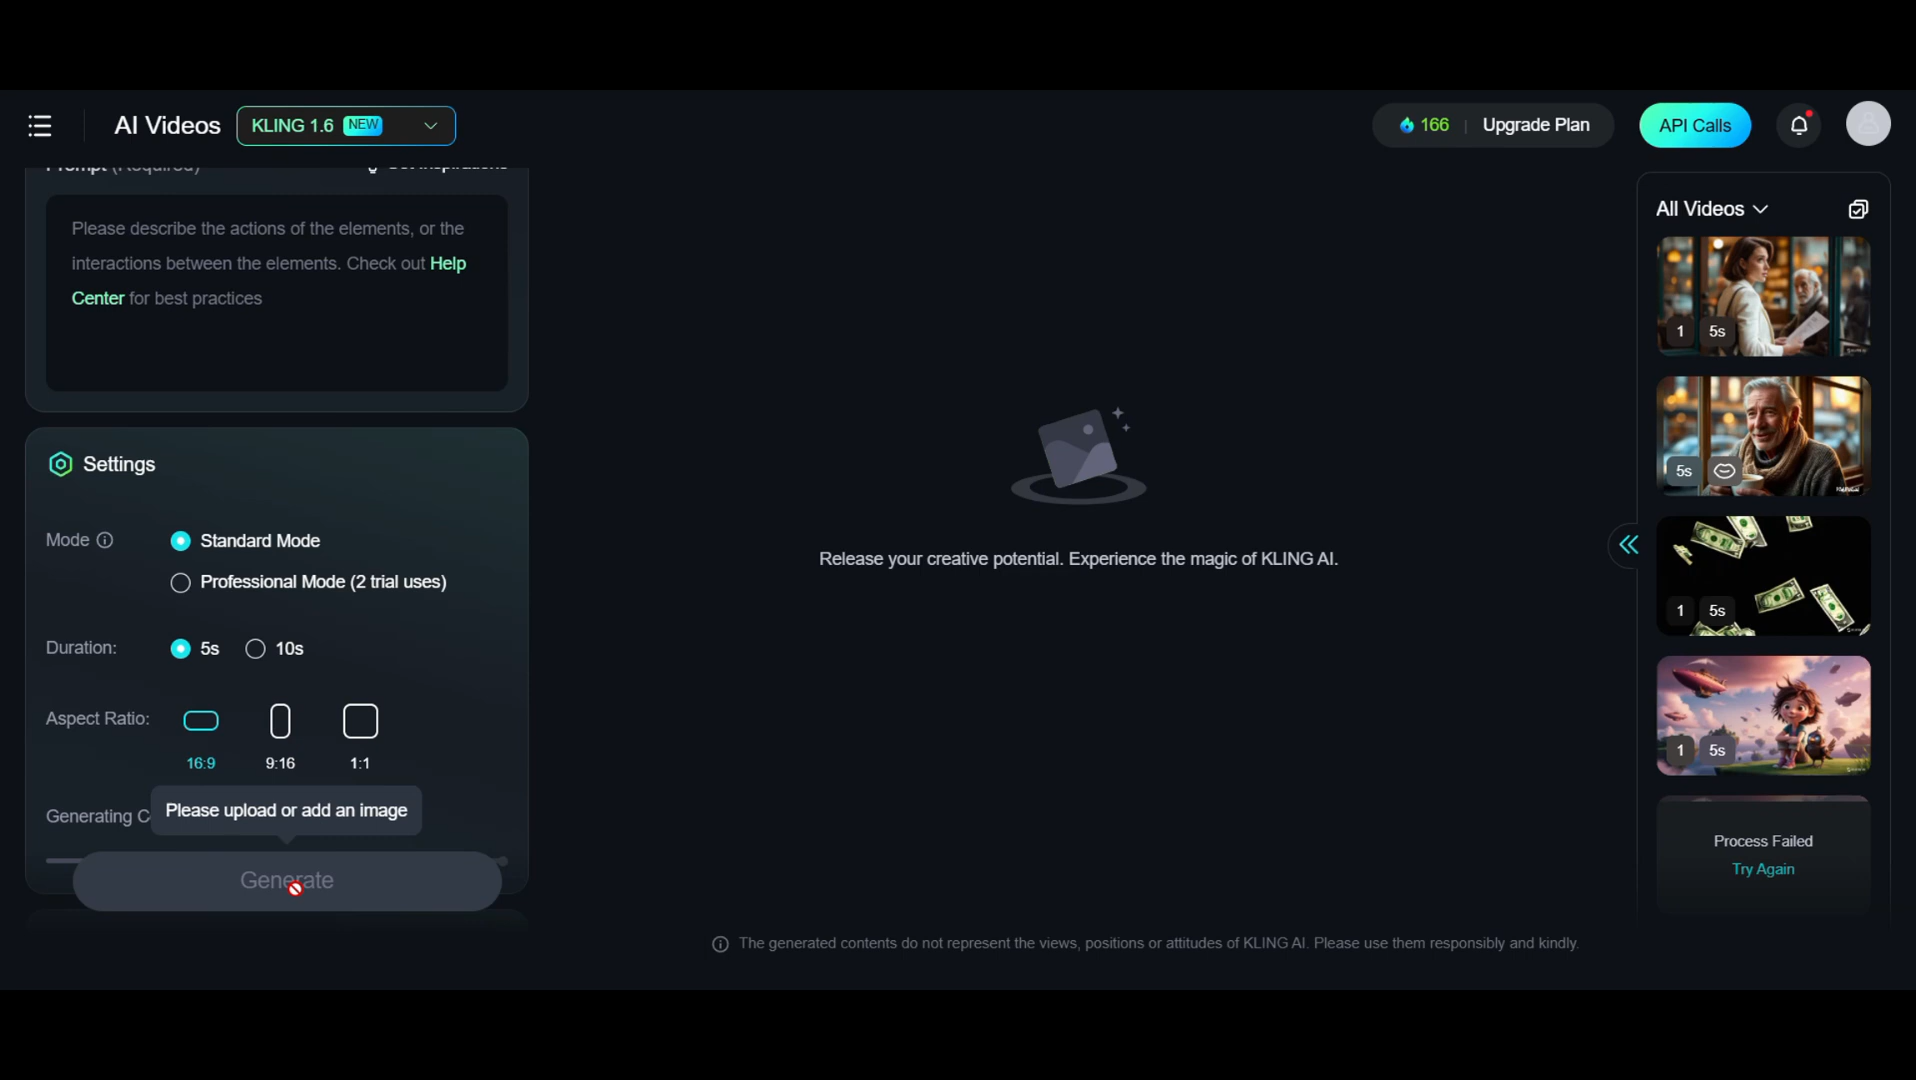 AI Videos
KLING 1.6 NEW
166 | Upgrade Plan
API Calls
Prompt (Required)
Please describe the actions of the elements, or the
interactions between the elements. Check out Help
Center for best practices
Settings
Mode
Standard Mode
Professional Mode (2 trial uses)
Duration:
5s
10s
Aspect Ratio:
16:9
9:16
1:1
Generating C
Please upload or add an image
Generate
Release your creative potential. Experience the magic of KLING AI.
The generated contents do not represent the views, positions or attitudes of KLING AI. Please use them responsibly and kindly.
All Videos
1 5s
5s
1 5s
1 5s
Process Failed
Try Again